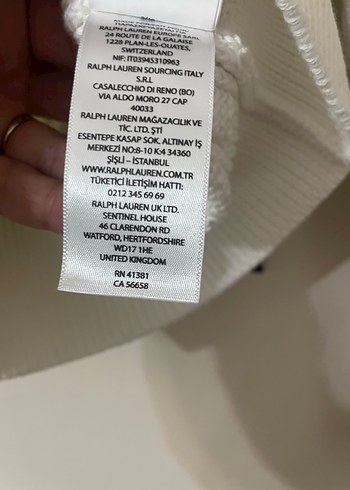 RALPH LAUREN EUROPE SARL
24 ROUTE DE LA GALAISE
1228 PLAN-LES-OUATES,
SWITZERLAND
NIF: IT03945310963
RALPH LAUREN SOURCING ITALY
S.R.L
CASALECCHIO DI RENO (BO)
VIA ALDO MORO 27 CAP
40033
RALPH LAUREN MAĞAZACILIK VE
TİC. LTD. ŞTİ
ESENTEPE KASAP SOK. ALTINAY İŞ
MERKEZİ NO:8-10 K:4 34360
ŞİŞLİ – İSTANBUL
WWW.RALPHLAUREN.COM.TR
TÜKETİCİ İLETİŞİM HATTI:
0212 345 69 69
RALPH LAUREN UK LTD.
SENTINEL HOUSE
46 CLARENDON RD
WATFORD, HERTFORDSHIRE
WD17 1HE
UNITED KINGDOM
RN 41381
CA 56658